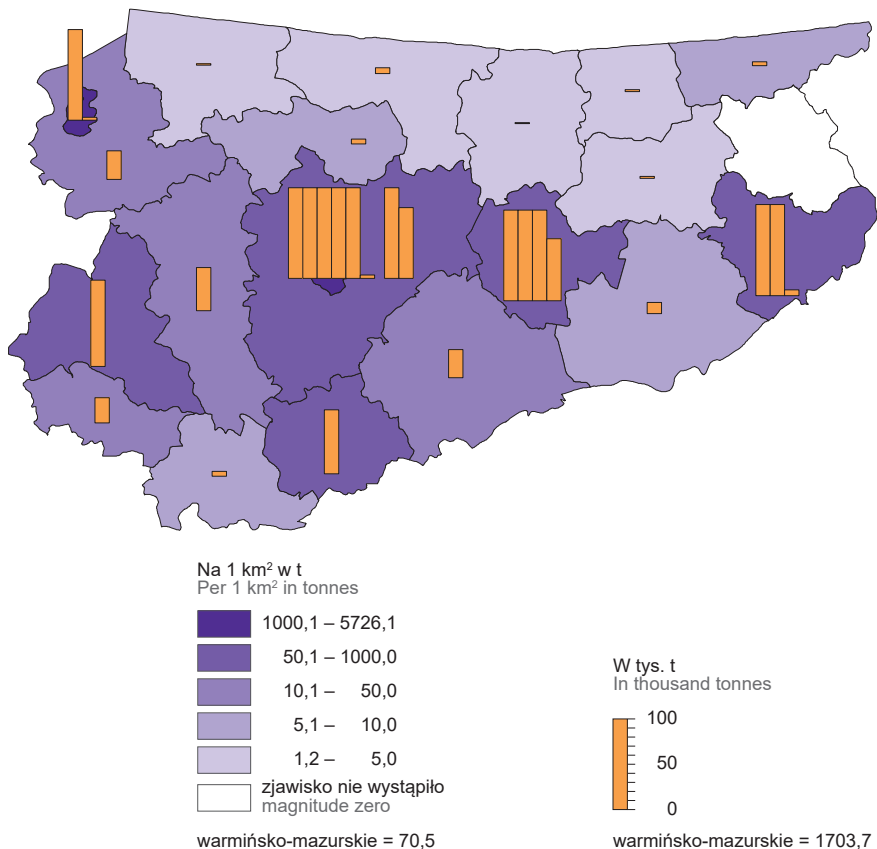 Na 1 km² w t
Per 1 km² in tonnes
1000,1 – 5726,1
50,1 – 1000,0
10,1 – 50,0
5,1 – 10,0
1,2 – 5,0
zjawisko nie wystąpiło
magnitude zero
warmińsko-mazurskie = 70,5
W tys. t
In thousand tonnes
100
50
0
warmińsko-mazurskie = 1703,7